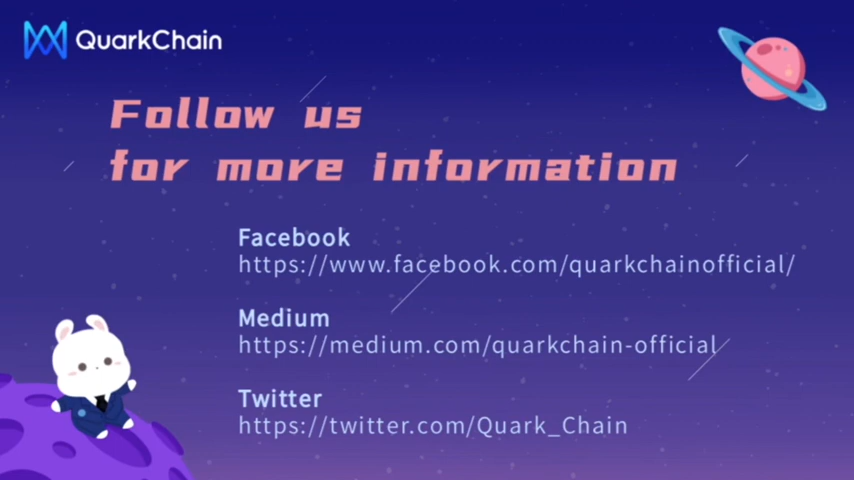 QuarkChain
Follow us
for more information
Facebook
https://www.facebook.com/quarkchainofficial/
Medium
https://medium.com/quarkchain-official
Twitter
https://twitter.com/Quark_Chain